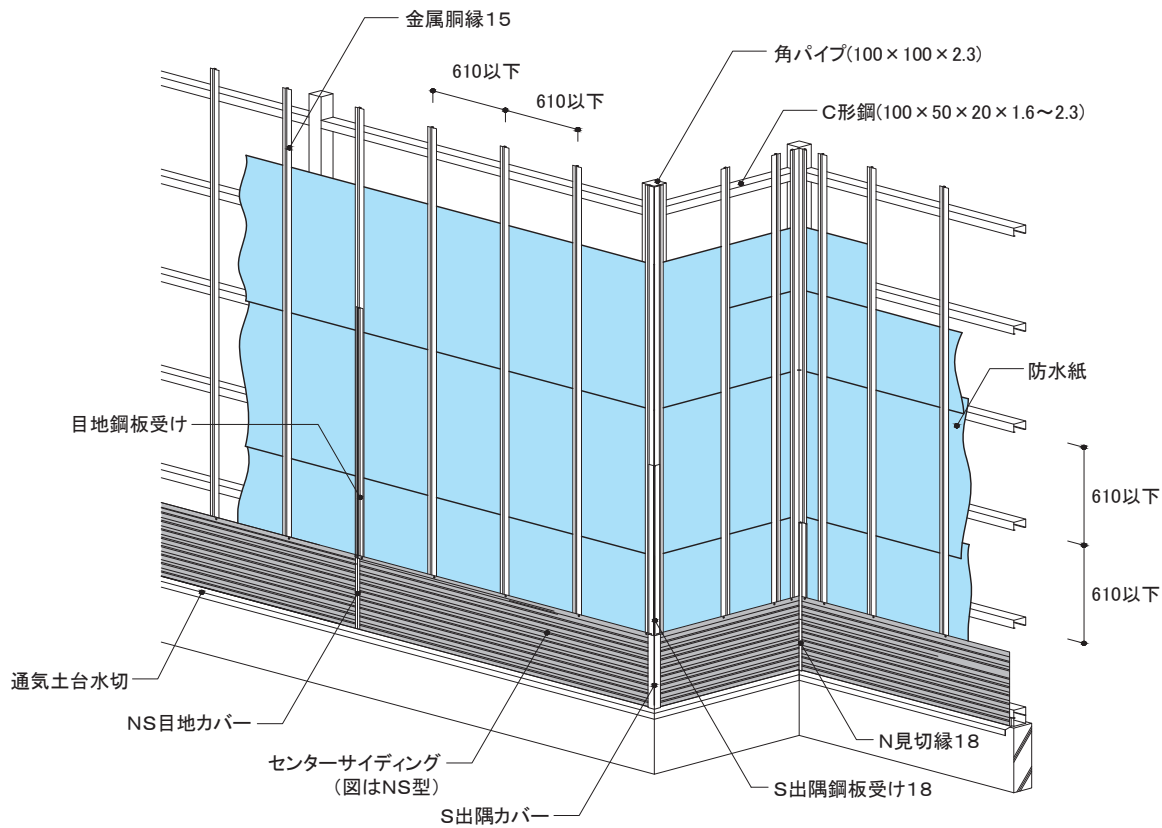 金属胴縁15
610以下
610以下
角パイプ(100×100×2.3)
C形鋼(100×50×20×1.6～2.3)
防水紙
目地鋼板受け
610以下
610以下
通気土台水切
NS目地カバー
センターサイディング
(図はNS型)
S出隅カバー
N見切縁18
S出隅鋼板受け18